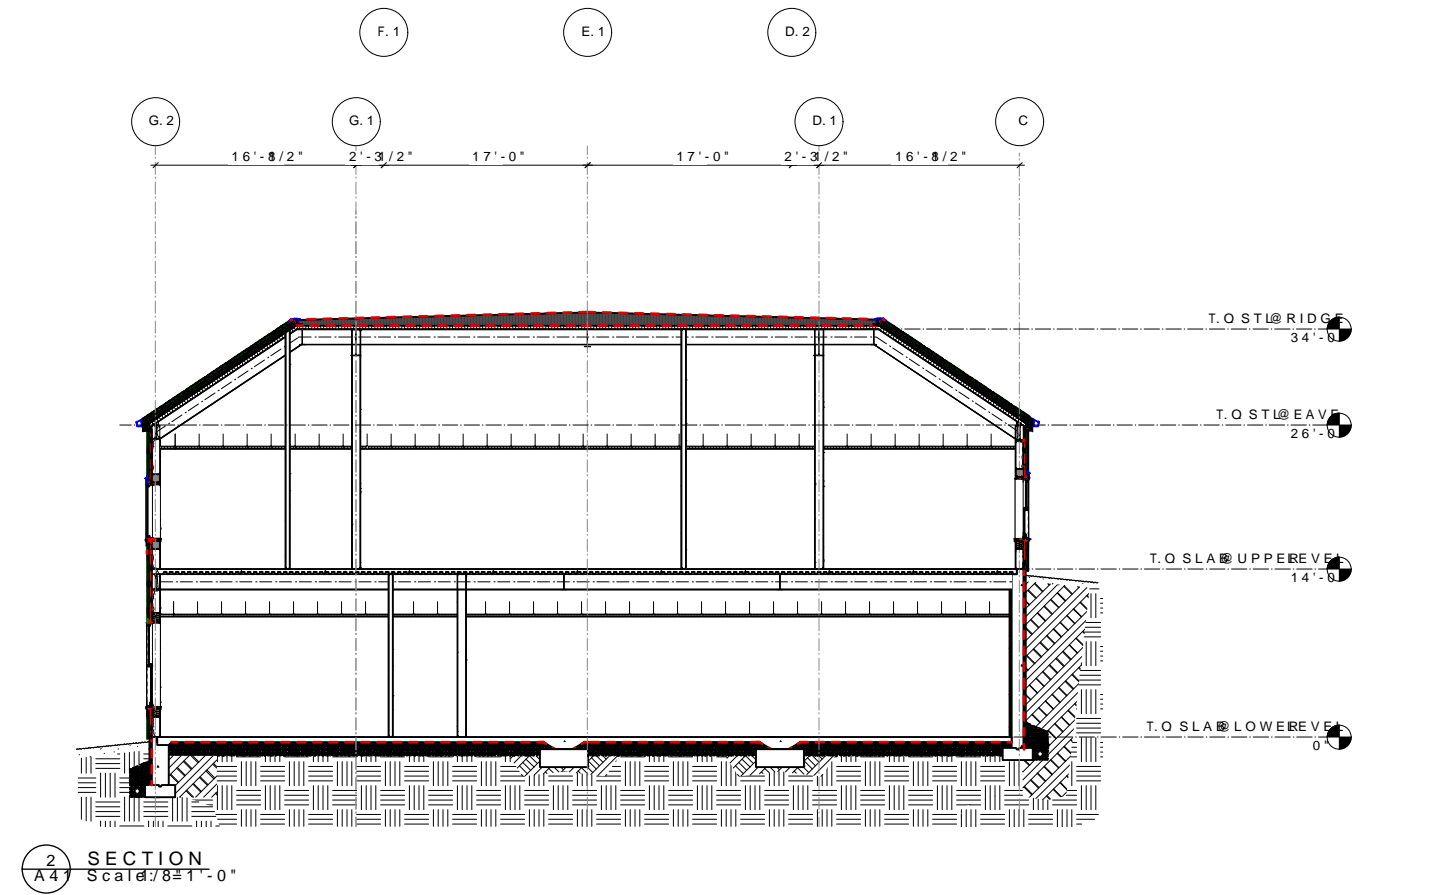 F.1 E.1 D.2
G.2 G.1 D.1 C
16'-8 1/2" 2'-3 1/2" 17'-0" 17'-0" 2'-3 1/2" 16'-8 1/2"
T.O STL@RIDGE
34'-0
T.O STL@EAVE
26'-0
T.O SLAB@UPPER LEVEL
14'-0
T.O SLAB@LOWER LEVEL
0"
2 SECTION
A41 Scale: 1/8"=1'-0"